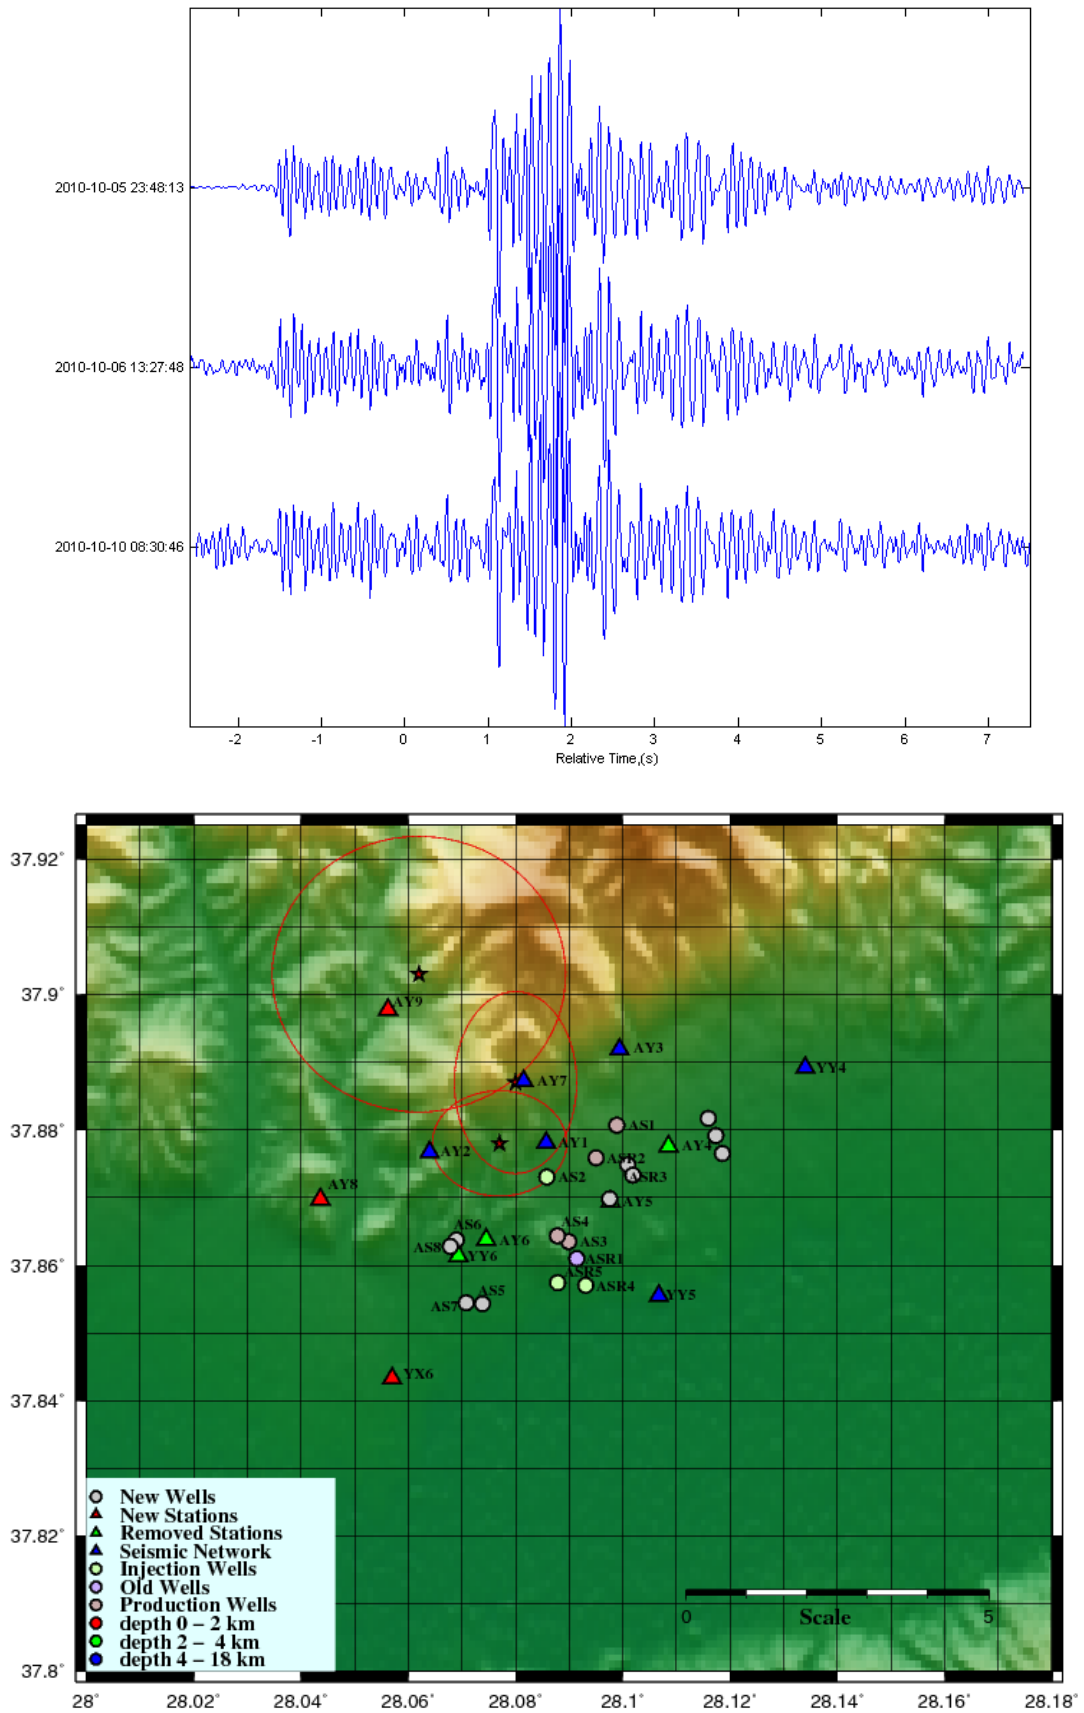 2010-10-05 23:48:13
2010-10-06 13:27:48
2010-10-10 08:30:46
-2 -1 0 1 2 3 4 5 6 7
Relative Time,(s)
37.92°
37.9°
37.88°
37.86°
37.84°
37.82°
37.8°
AY9
AY3
AY7
YY4
AS1
AY2
AY1
AY4
ASR2
AS2
ASR3
AY8
AY5
AS6
AS4
AS8
AY6
AS3
YY6
ASR1
ASR5
ASR4
AS5
YY5
AS7
YX6
New Wells
New Stations
Removed Stations
Seismic Network
Injection Wells
Old Wells
Production Wells
depth 0 – 2 km
depth 2 – 4 km
depth 4 – 18 km
0 Scale 5
28° 28.02° 28.04° 28.06° 28.08° 28.1° 28.12° 28.14° 28.16° 28.18°